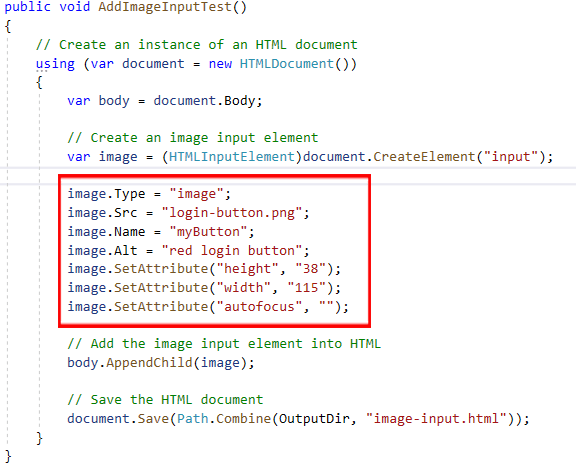 public void AddImageInputTest()
{
// Create an instance of an HTML document
using (var document = new HTMLDocument())
{
var body = document.Body;
// Create an image input element
var image = (HTMLInputElement)document.CreateElement("input");
image.Type = "image";
image.Src = "login-button.png";
image.Name = "myButton";
image.Alt = "red login button";
image.SetAttribute("height", "38");
image.SetAttribute("width", "115");
image.SetAttribute("autofocus", "");
// Add the image input element into HTML
body.AppendChild(image);
// Save the HTML document
document.Save(Path.Combine(OutputDir, "image-input.html"));
}
}